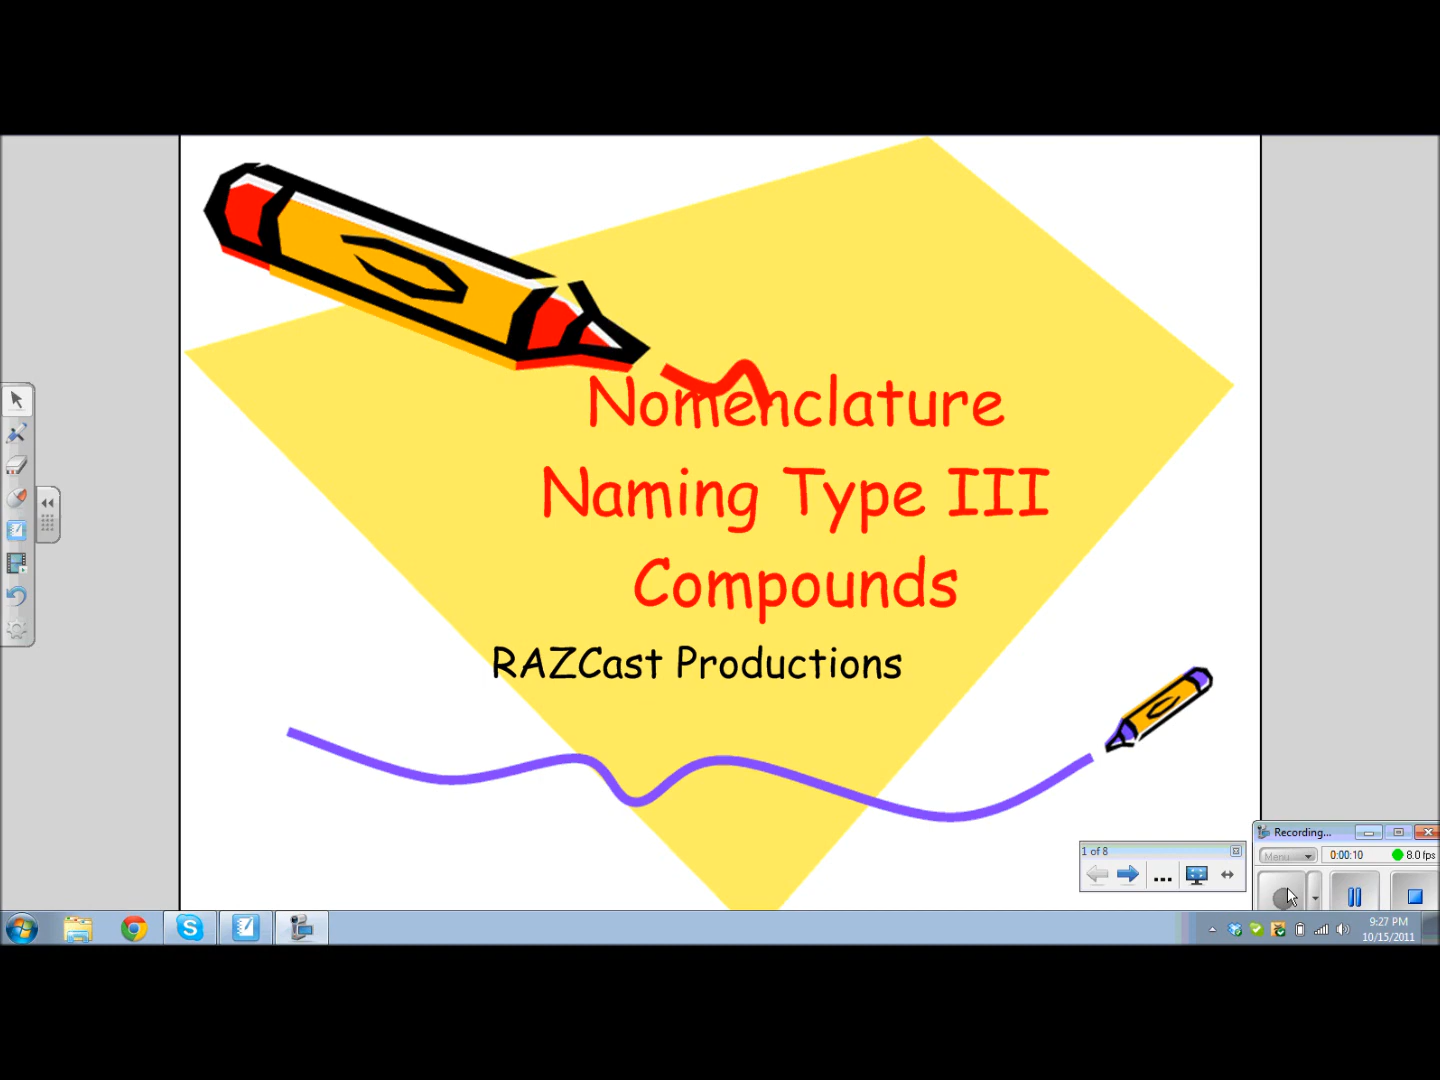 Nomenclature
Naming Type III
Compounds
RAZCast Productions
1 of 8
...
Recording...
Menu
0:00:10
8.0 fps
9:27 PM
10/15/2011